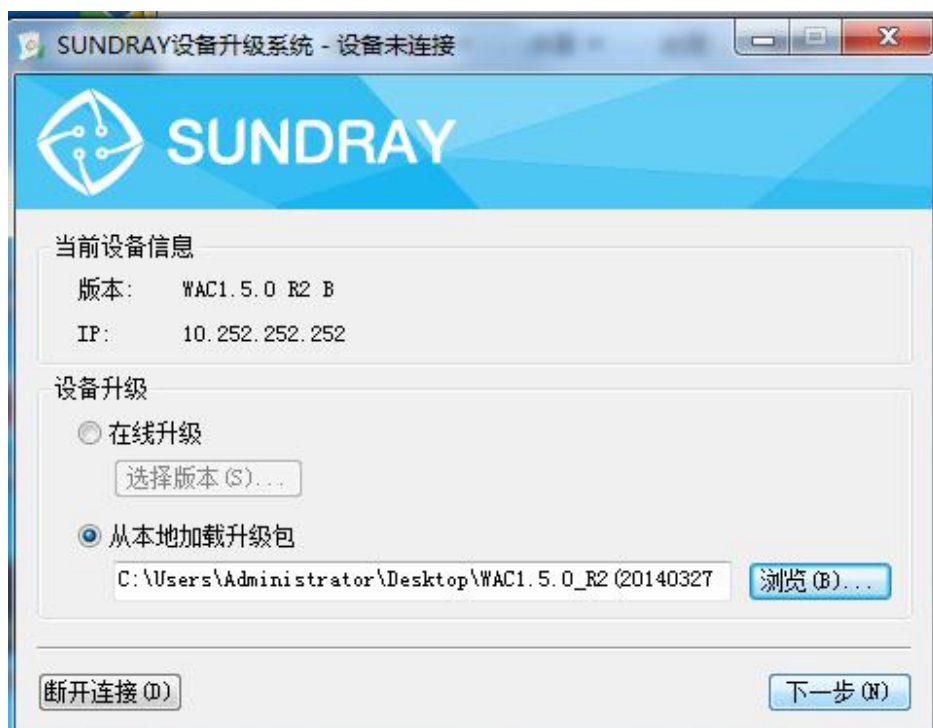 SUNDRAY设备升级系统 - 设备未连接
SUNDRAY
当前设备信息
版本: WAC1.5.0 R2 B
IP: 10.252.252.252
设备升级
在线升级
选择版本(S)...
从本地加载升级包
C:\Users\Administrator\Desktop\WAC1.5.0_R2(20140327
浏览(B)...
断开连接(D)
下一步(N)